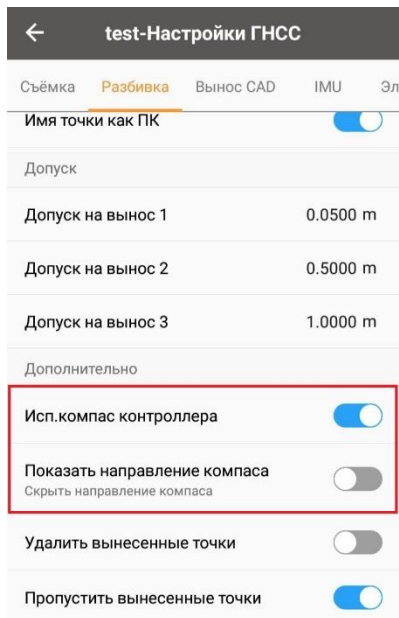 test-Настройки ГНСС
Съёмка Разбивка Вынос CAD IMU Эл
Имя точки как ПК
Допуск
Допуск на вынос 1 0.0500 m
Допуск на вынос 2 0.5000 m
Допуск на вынос 3 1.0000 m
Дополнительно
Исп.компас контроллера
Показать направление компаса
Скрыть направление компаса
Удалить вынесенные точки
Пропустить вынесенные точки